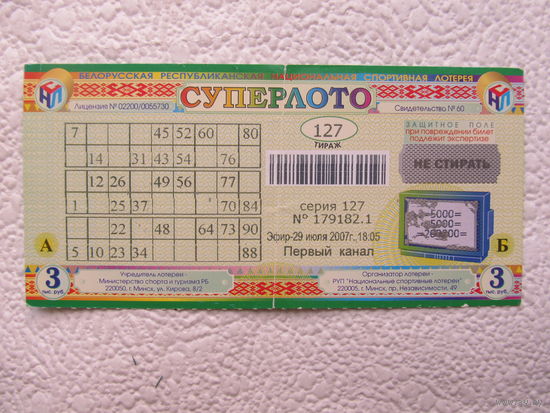 БЕЛОРУССКАЯ РЕСПУБЛИКАНСКАЯ НАЦИОНАЛЬНАЯ СПОРТИВНАЯ ЛОТЕРЕЯ
НЛ
НЛ
Лицензия № 02200/0055730
СУПЕРЛОТО
Свидетельство № 60
7 45 52 60 80
14 31 43 54 76
12 26 49 56 77
1 25 37 70 84
22 48 64 73 90
5 10 23 34 88
127
ТИРАЖ
серия 127
№ 179182.1
Эфир-29 июля 2007г, 18:05
Первый канал
ЗАЩИТНОЕ ПОЛЕ
при повреждении билет
подлежит экспертизе
НЕ СТИРАТЬ
5000=
5000=
200000=
А
Б
3
тыс. руб.
Учредитель лотереи -
Министерство спорта и туризма РБ
220050, г. Минск, ул. Кирова, 8/2
Организатор лотереи -
РУП "Национальные спортивные лотереи"
220005, г. Минск, пр. Независимости, 49
3
тыс. руб.